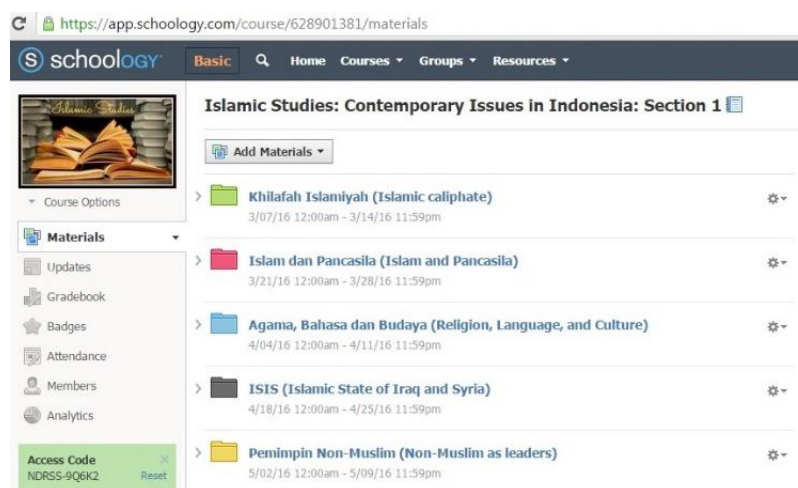 https://app.schoology.com/course/628901381/materials
S schoology Basic Home Courses Groups Resources
Islamic Studies
Islamic Studies: Contemporary Issues in Indonesia: Section 1
Add Materials
Course Options
Materials
Updates
Gradebook
Badges
Attendance
Members
Analytics
Access Code
NDRSS-9Q6K2 Reset
Khilafah Islamiyah (Islamic caliphate)
3/07/16 12:00am - 3/14/16 11:59pm
Islam dan Pancasila (Islam and Pancasila)
3/21/16 12:00am - 3/28/16 11:59pm
Agama, Bahasa dan Budaya (Religion, Language, and Culture)
4/04/16 12:00am - 4/11/16 11:59pm
ISIS (Islamic State of Iraq and Syria)
4/18/16 12:00am - 4/25/16 11:59pm
Pemimpin Non-Muslim (Non-Muslim as leaders)
5/02/16 12:00am - 5/09/16 11:59pm